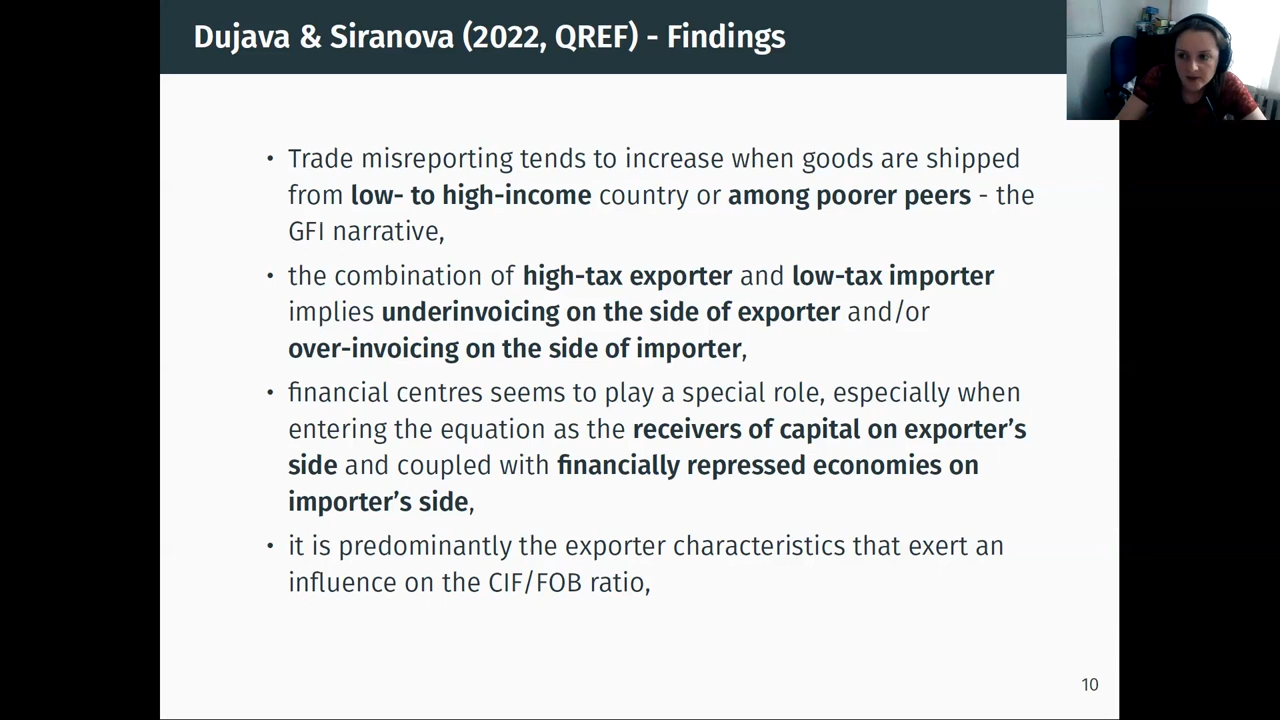 Dujava & Siranova (2022, QREF) - Findings
• Trade misreporting tends to increase when goods are shipped
from low- to high-income country or among poorer peers - the
GFI narrative,
• the combination of high-tax exporter and low-tax importer
implies underinvoicing on the side of exporter and/or
over-invoicing on the side of importer,
• financial centres seems to play a special role, especially when
entering the equation as the receivers of capital on exporter’s
side and coupled with financially repressed economies on
importer’s side,
• it is predominantly the exporter characteristics that exert an
influence on the CIF/FOB ratio,
10